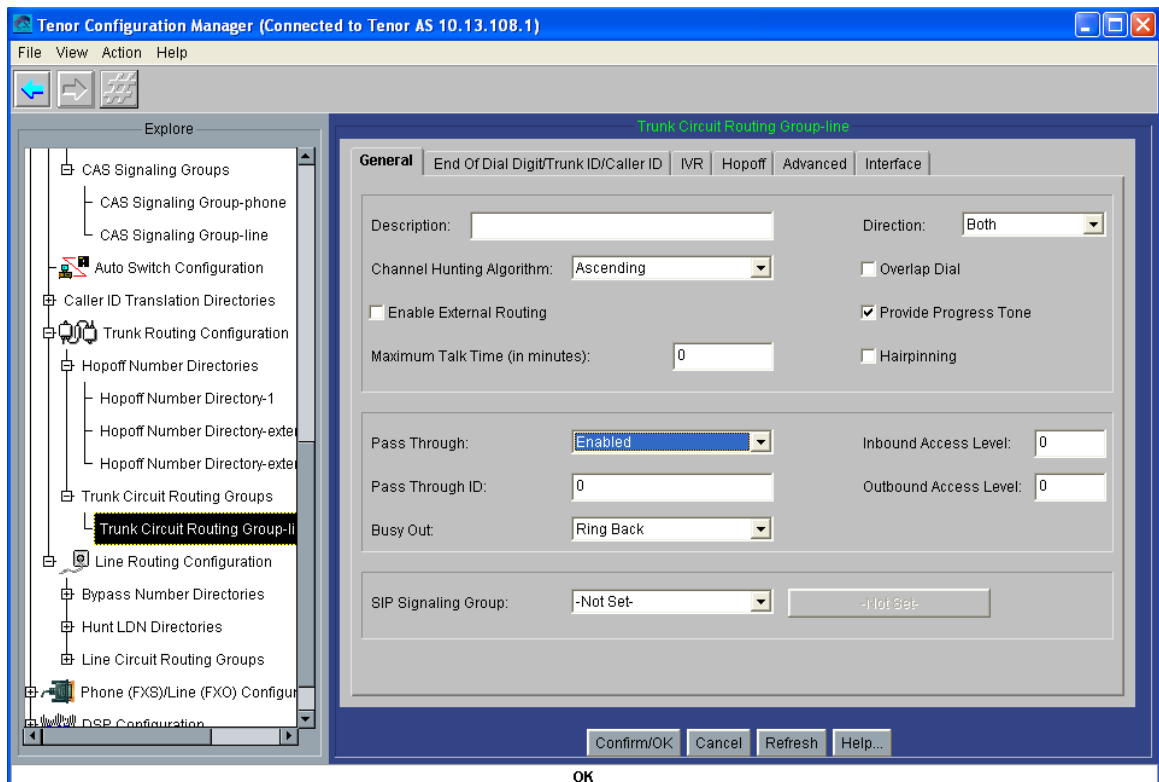 Tenor Configuration Manager (Connected to Tenor AS 10.13.108.1)
File View Action Help
Explore
CAS Signaling Groups
CAS Signaling Group-phone
CAS Signaling Group-line
Auto Switch Configuration
Caller ID Translation Directories
Trunk Routing Configuration
Hopoff Number Directories
Hopoff Number Directory-1
Hopoff Number Directory-exter
Hopoff Number Directory-exter
Trunk Circuit Routing Groups
Trunk Circuit Routing Group-li
Line Routing Configuration
Bypass Number Directories
Hunt LDN Directories
Line Circuit Routing Groups
Phone (FXS)/Line (FXO) Configur
DSP Configuration
Trunk Circuit Routing Group-line
General End Of Dial Digit/Trunk ID/Caller ID IVR Hopoff Advanced Interface
Description: Direction: Both
Channel Hunting Algorithm: Ascending Overlap Dial
Enable External Routing Provide Progress Tone
Maximum Talk Time (in minutes): 0 Hairpinning
Pass Through: Enabled Inbound Access Level: 0
Pass Through ID: 0 Outbound Access Level: 0
Busy Out: Ring Back
SIP Signaling Group: -Not Set- -Not Set-
Confirm/OK Cancel Refresh Help...
OK